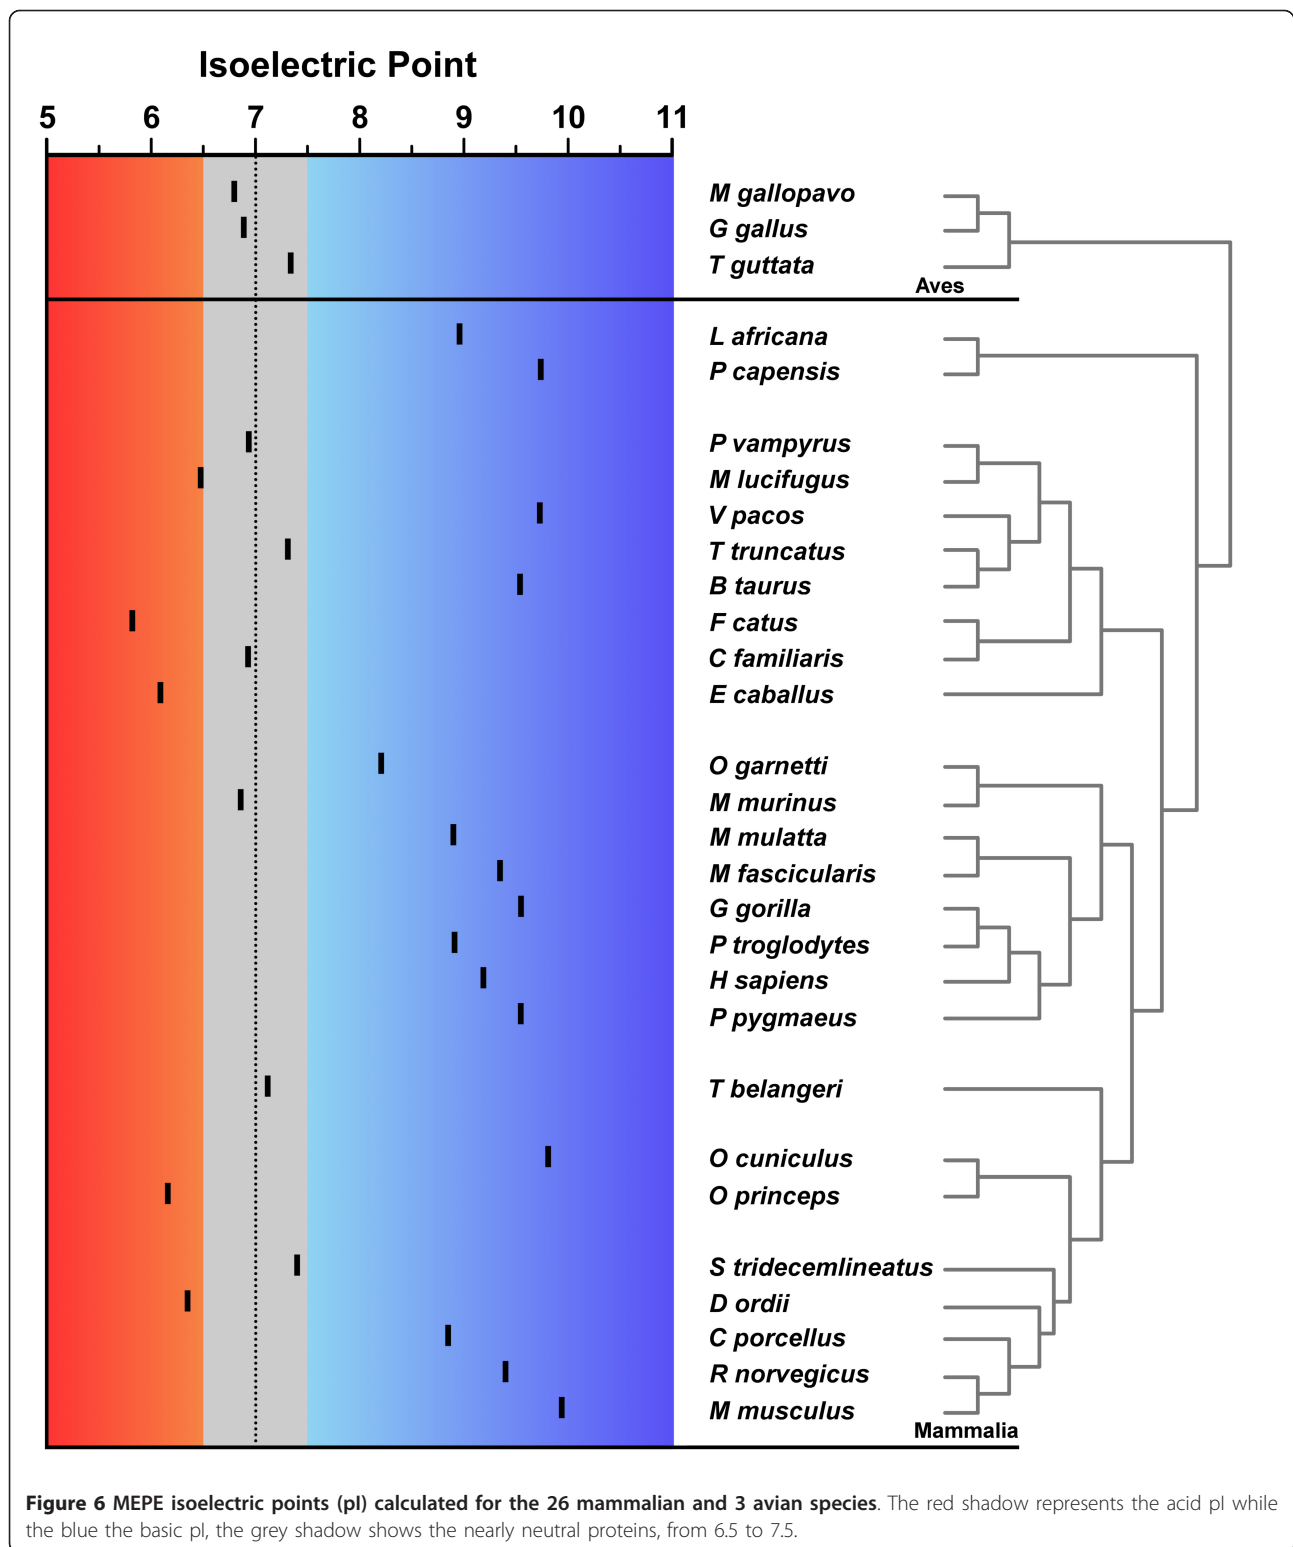 Isoelectric Point
5 6 7 8 9 10 11
M gallopavo
G gallus
T guttata
Aves
L africana
P capensis
P vampyrus
M lucifugus
V pacos
T truncatus
B taurus
F catus
C familiaris
E caballus
O garnetti
M murinus
M mulatta
M fascicularis
G gorilla
P troglodytes
H sapiens
P pygmaeus
T belangeri
O cuniculus
O princeps
S tridecemlineatus
D ordii
C porcellus
R norvegicus
M musculus
Mammalia
Figure 6 MEPE isoelectric points (pI) calculated for the 26 mammalian and 3 avian species. The red shadow represents the acid pI while
the blue the basic pI, the grey shadow shows the nearly neutral proteins, from 6.5 to 7.5.